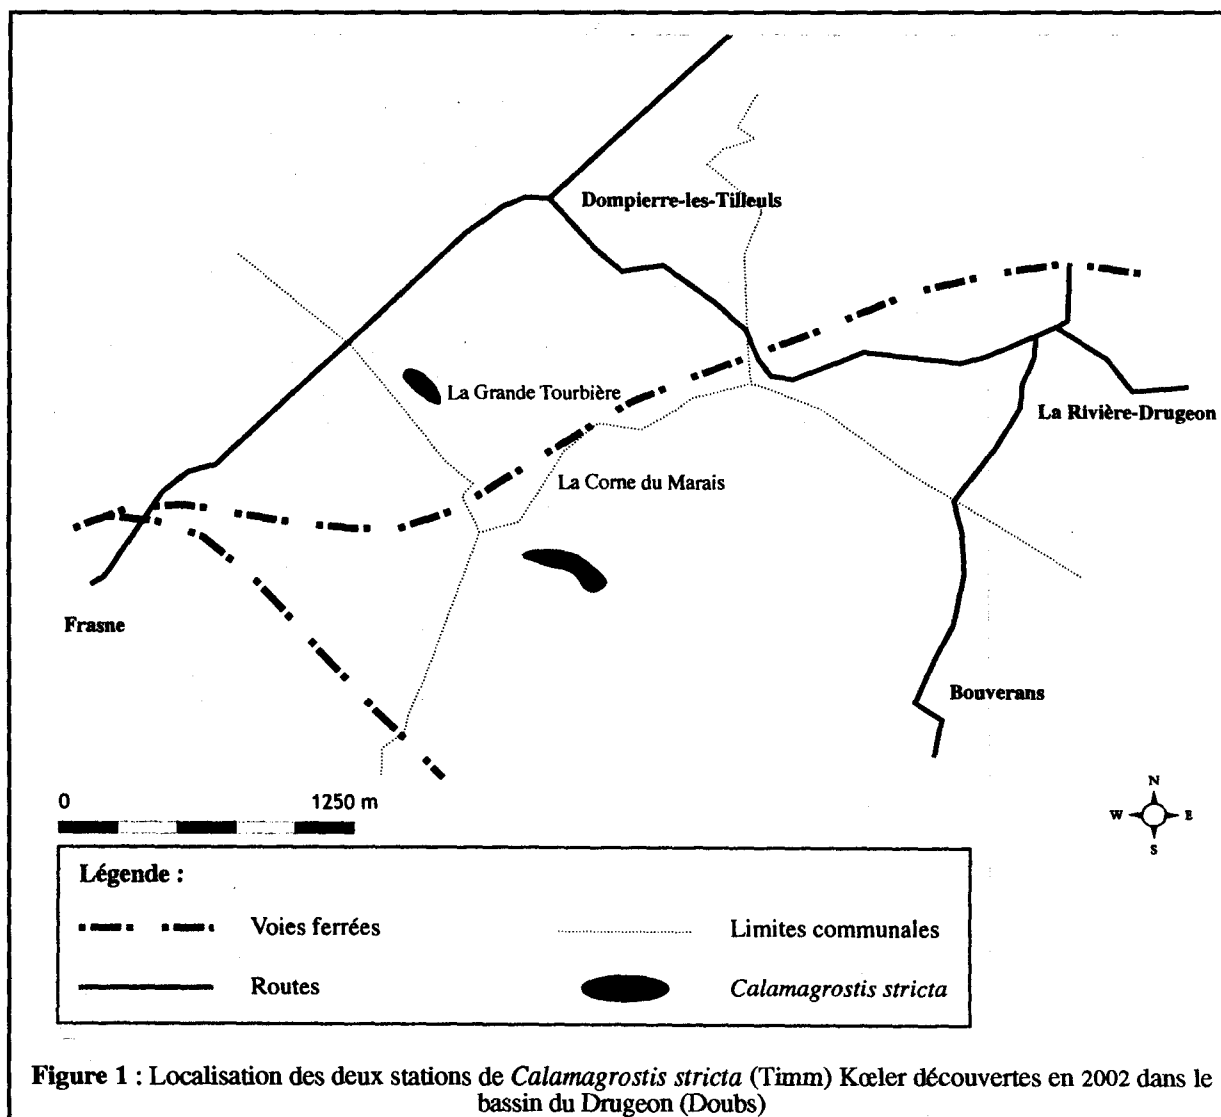 Dompierre-les-Tilleuls
La Grande Tourbière
La Rivière-Drugeon
La Corne du Marais
Frasne
Bouverans
0 1250 m
N
W E
S
Légende :
Voies ferrées Limites communales
Routes Calamagrostis stricta
Figure 1 : Localisation des deux stations de Calamagrostis stricta (Timm) Kœler découvertes en 2002 dans le
bassin du Drugeon (Doubs)